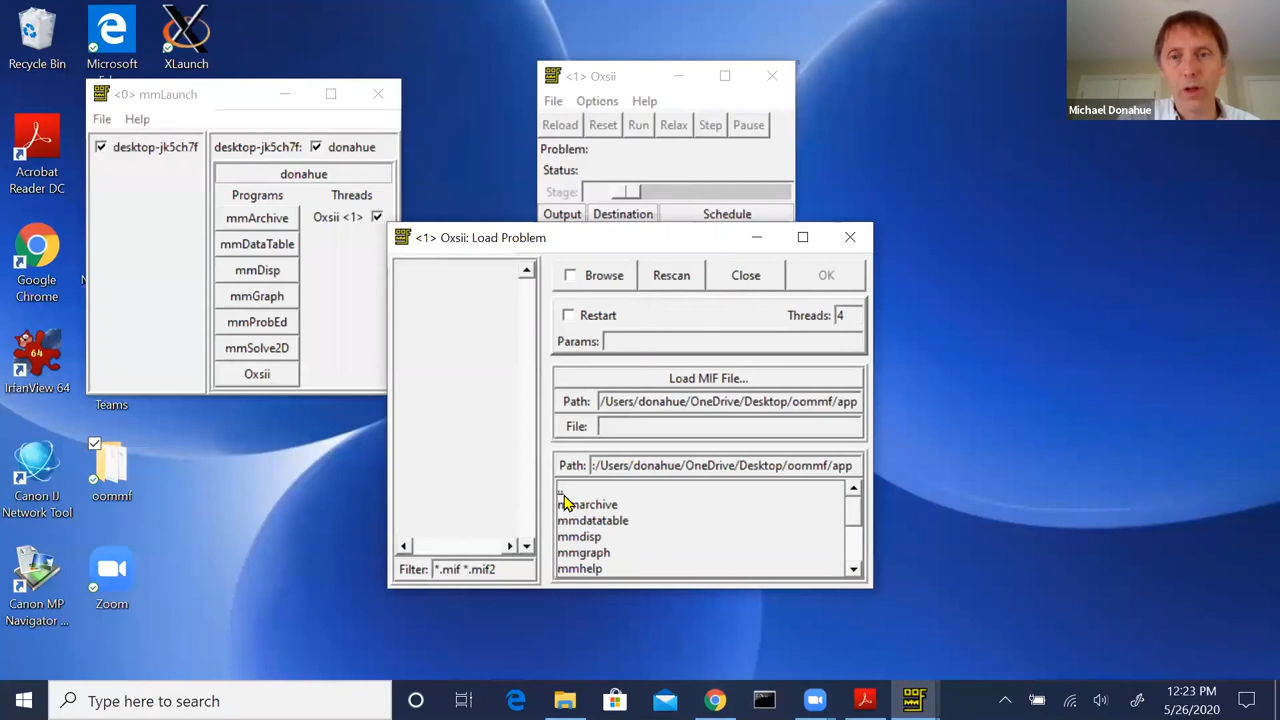 Recycle Bin
Microsoft
XLaunch
Acrobat
Reader DC
Google
Chrome
IrfanView 64
Teams
Canon IJ
Network Tool
oommf
Canon MP
Navigator ...
Zoom
<0> mmLaunch
File Help
desktop-jk5ch7f
desktop-jk5ch7f: donahue
donahue
Programs Threads
mmArchive Oxsii <1>
mmDataTable
mmDisp
mmGraph
mmProbEd
mmSolve2D
Oxsii
<1> Oxsii
File Options Help
Reload Reset Run Relax Step Pause
Problem:
Status:
Stage:
Output Destination Schedule
<1> Oxsii: Load Problem
Browse Rescan Close OK
Restart Threads: 4
Params:
Load MIF File...
Path: /Users/donahue/OneDrive/Desktop/oommf/app
File:
Path: :/Users/donahue/OneDrive/Desktop/oommf/app
..
mmarchive
mmdatatable
mmdisp
mmgraph
mmhelp
Filter: *.mif *.mif2
Michael Donahue
Type here to search
12:23 PM
5/26/2020